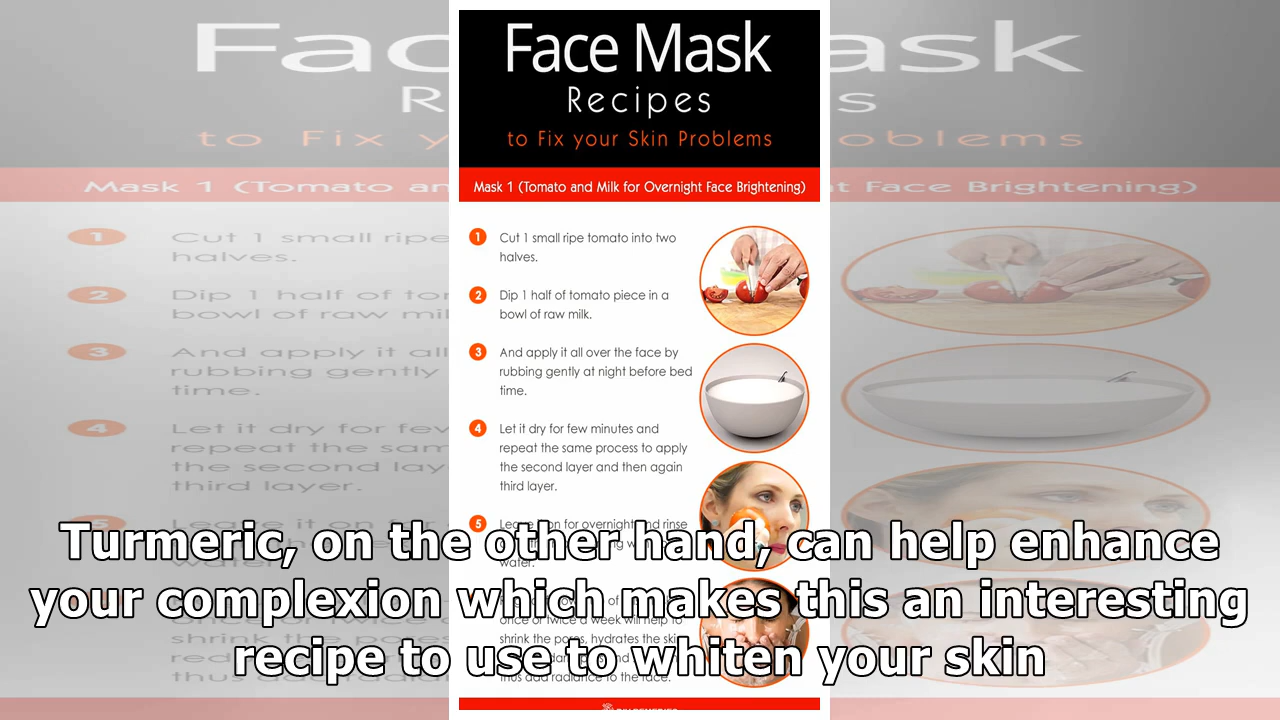 Face Mask
Recipes
to Fix your Skin Problems
Mask 1 (Tomato and Milk for Overnight Face Brightening)
1 Cut 1 small ripe tomato into two
halves.
2 Dip 1 half of tomato piece in a
bowl of raw milk.
3 And apply it all over the face by
rubbing gently at night before bed
time.
4 Let it dry for few minutes and
repeat the same process to apply
the second layer and then again
third layer.
5 Leave it on for overnight and rinse
water.
once or twice a week will help to
shrink the pores, hydrates the skin
thus add radiance to the face.
Turmeric, on the other hand, can help enhance
your complexion which makes this an interesting
recipe to use to whiten your skin